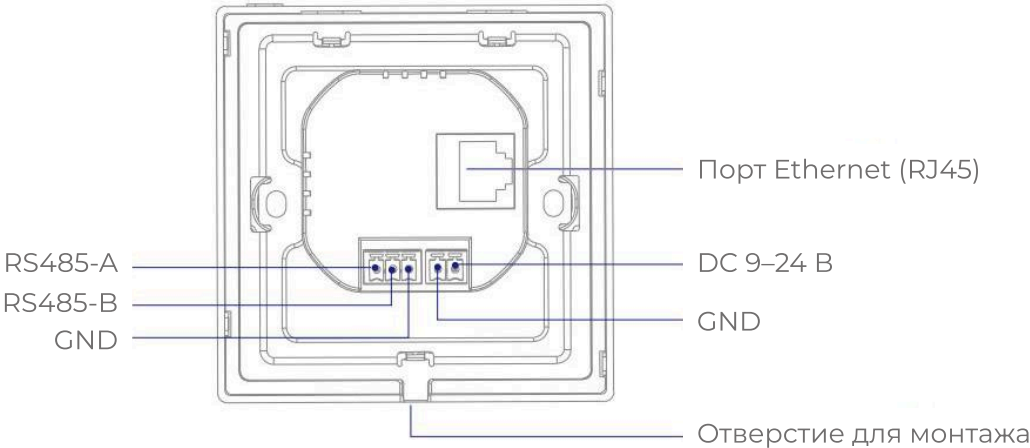 Порт Ethernet (RJ45)
RS485-A
DC 9–24 В
RS485-B
GND
GND
Отверстие для монтажа